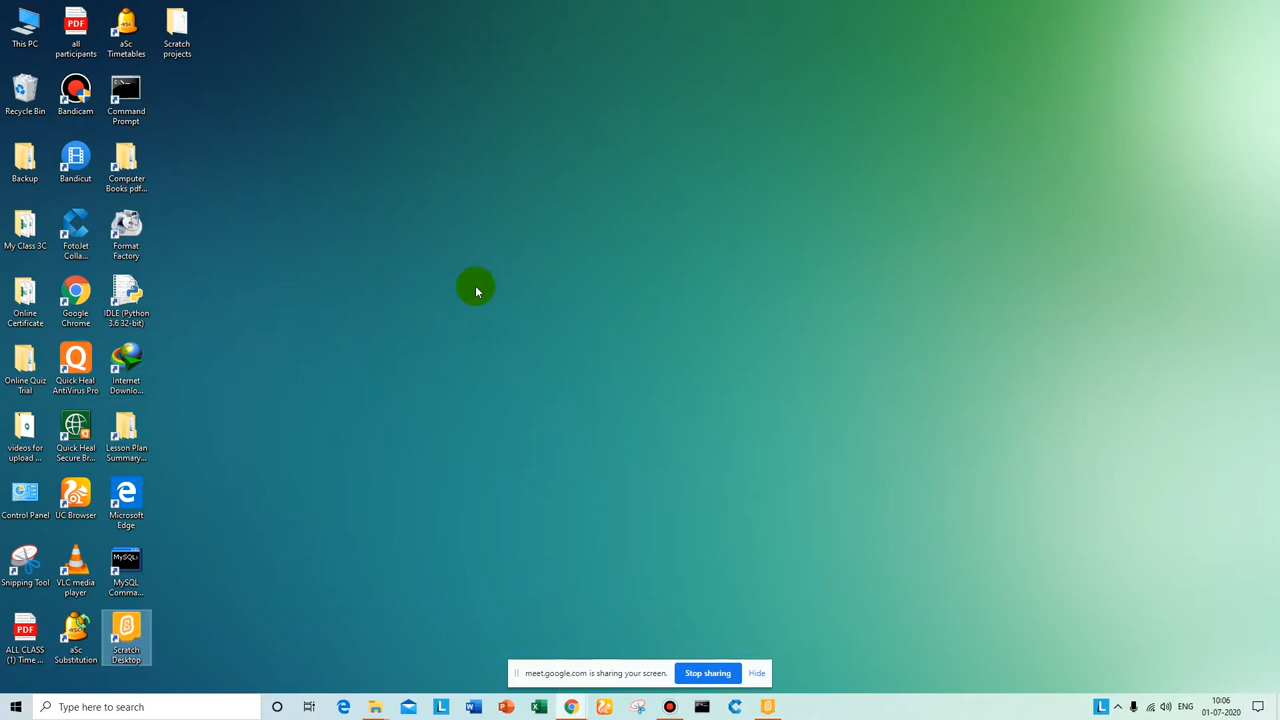 This PC
all
participants
aSc
Timetables
Scratch
projects
Recycle Bin
Bandicam
Command
Prompt
Backup
Bandicut
Computer
Books pdf...
My Class 3C
FotoJet
Colla...
Format
Factory
Online
Certificate
Google
Chrome
IDLE (Python
3.6 32-bit)
Online Quiz
Trial
Quick Heal
AntiVirus Pro
Internet
Downlo...
videos for
upload ...
Quick Heal
Secure Br...
Lesson Plan
Summary...
Control Panel
UC Browser
Microsoft
Edge
Snipping Tool
VLC media
player
MySQL
Comma...
ALL CLASS
(1) Time ...
aSc
Substitution
Scratch
Desktop
meet.google.com is sharing your screen. Stop sharing Hide
Type here to search
ENG
10:06
01-07-2020